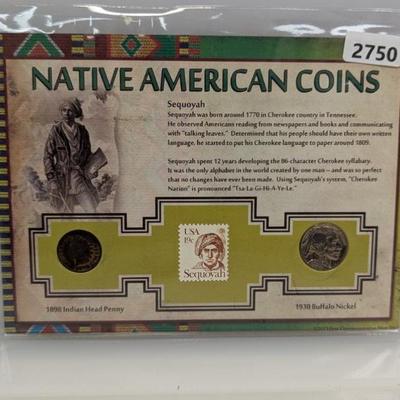 2750
NATIVE AMERICAN COINS
Sequoyah
Sequoyah was born around 1770 in Cherokee country in Tennessee.
He observed Americans reading from newspapers and books and communicating
with "talking leaves." Determined that his people should have their own written
language, he started to put his Cherokee language to paper around 1809.
Sequoyah spent 12 years developing the 86-character Cherokee syllabary.
It was the only alphabet in the world created by one man - and was so perfect
that no changes have ever been made. Using Sequoyah's system, "Cherokee
Nation" is pronounced "Tsa-La-Gi-Hi-A-Ye-Le."
USA
19c
Sequoyah
1898 Indian Head Penny
1938 Buffalo Nickel